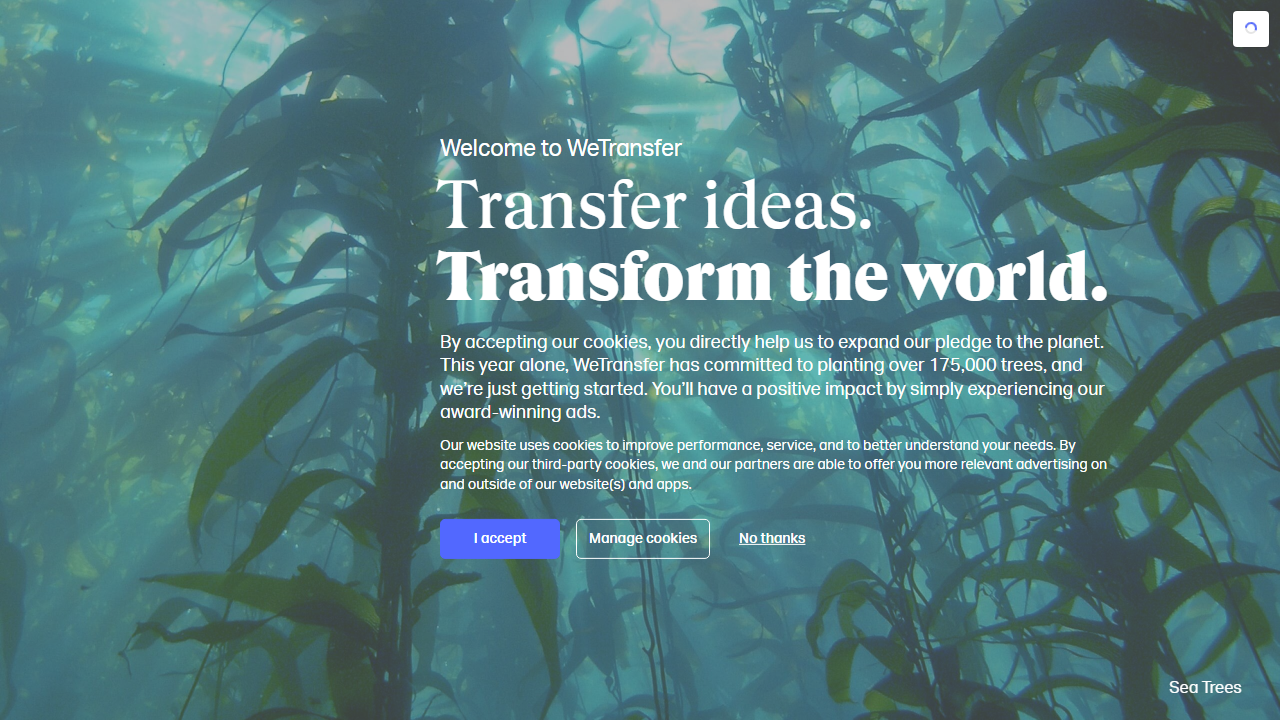 Welcome to WeTransfer
Transfer ideas.
Transform the world.
By accepting our cookies, you directly help us to expand our pledge to the planet.
This year alone, WeTransfer has committed to planting over 175,000 trees, and
we’re just getting started. You’ll have a positive impact by simply experiencing our
award-winning ads.
Our website uses cookies to improve performance, service, and to better understand your needs. By
accepting our third-party cookies, we and our partners are able to offer you more relevant advertising on
and outside of our website(s) and apps.
I accept
Manage cookies
No thanks
Sea Trees